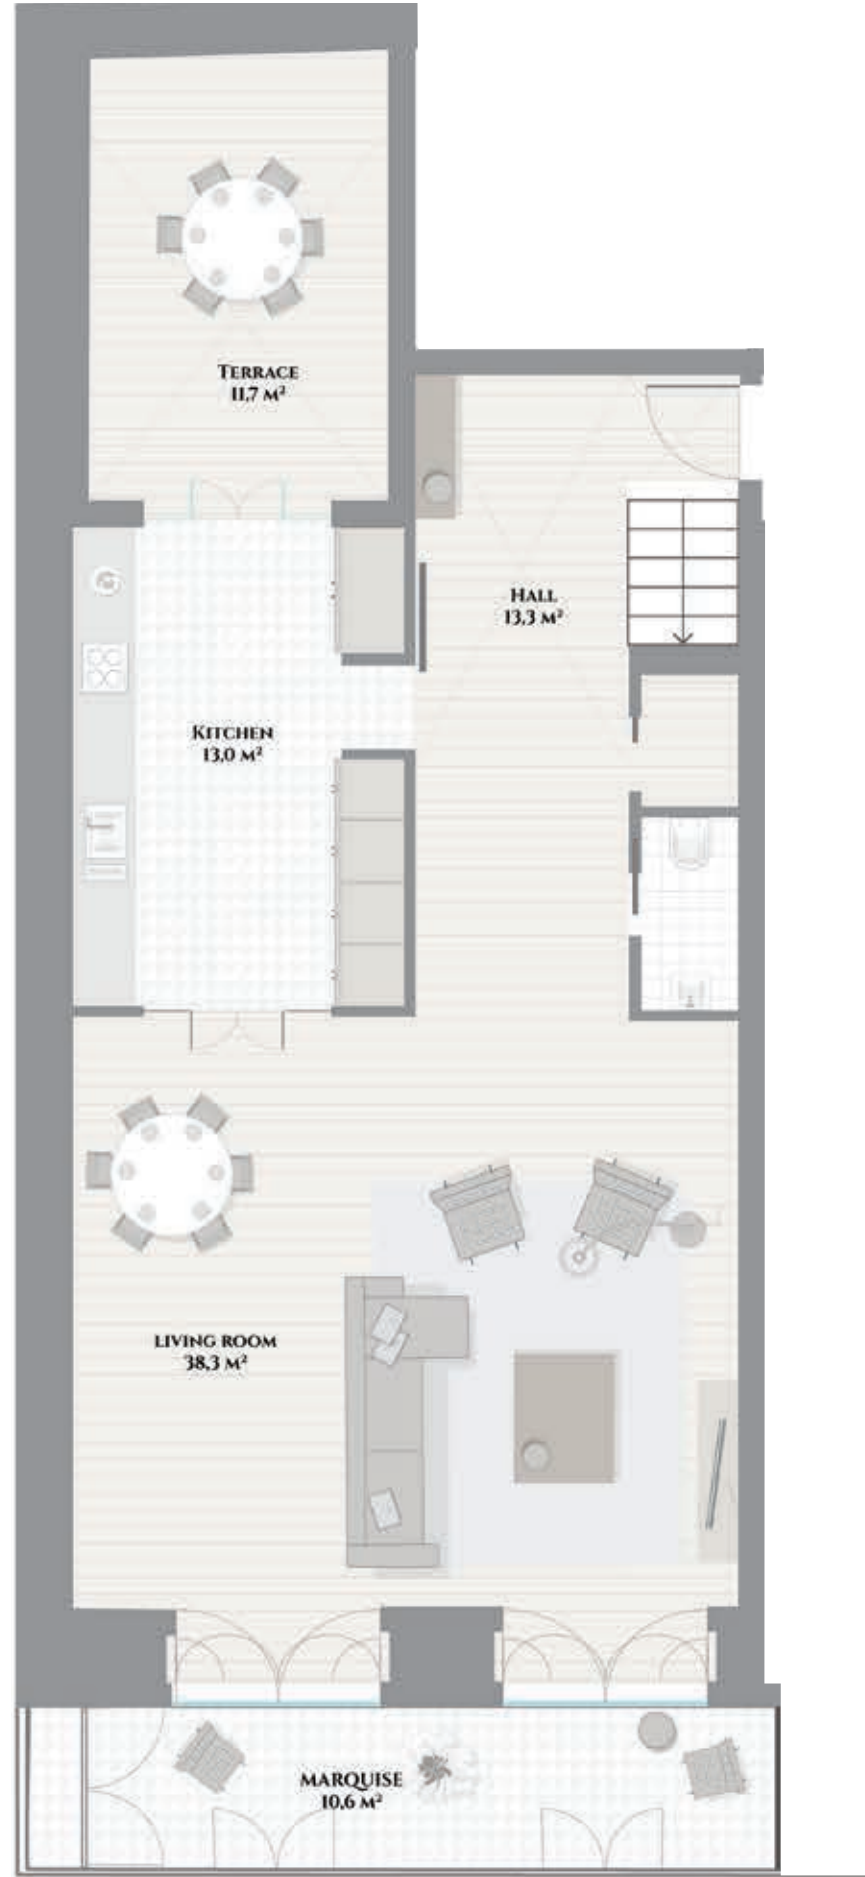 Terrace
11,7 m²
Hall
13,3 m²
Kitchen
13,0 m²
LIVING ROOM
38,3 m²
MARQUISE
10,6 m²